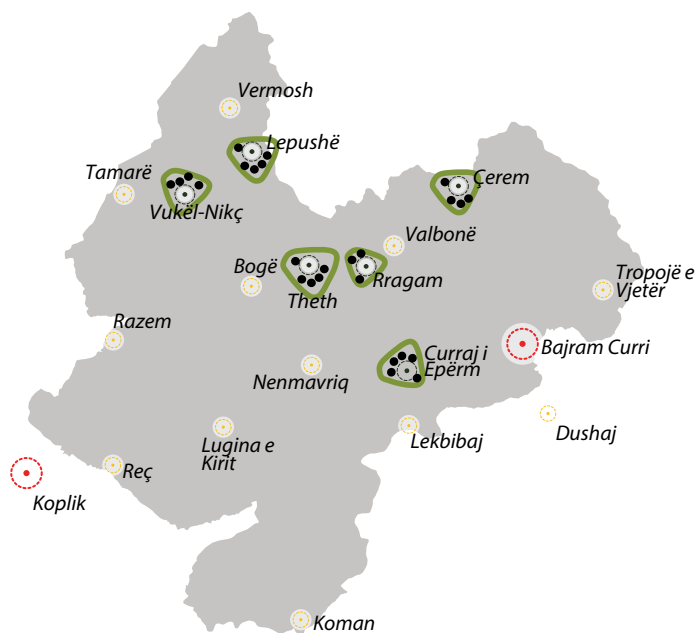 Vermosh
Lepushë
Tamarë
Vukël-Nikç
Çerem
Valbonë
Bogë
Theth
Rragam
Tropojë e
Vjetër
Razem
Bajram Curri
Nenmavriq
Curraj i
Epërm
Lugina e
Kirit
Lekbibaj
Dushaj
Reç
Koplik
Koman